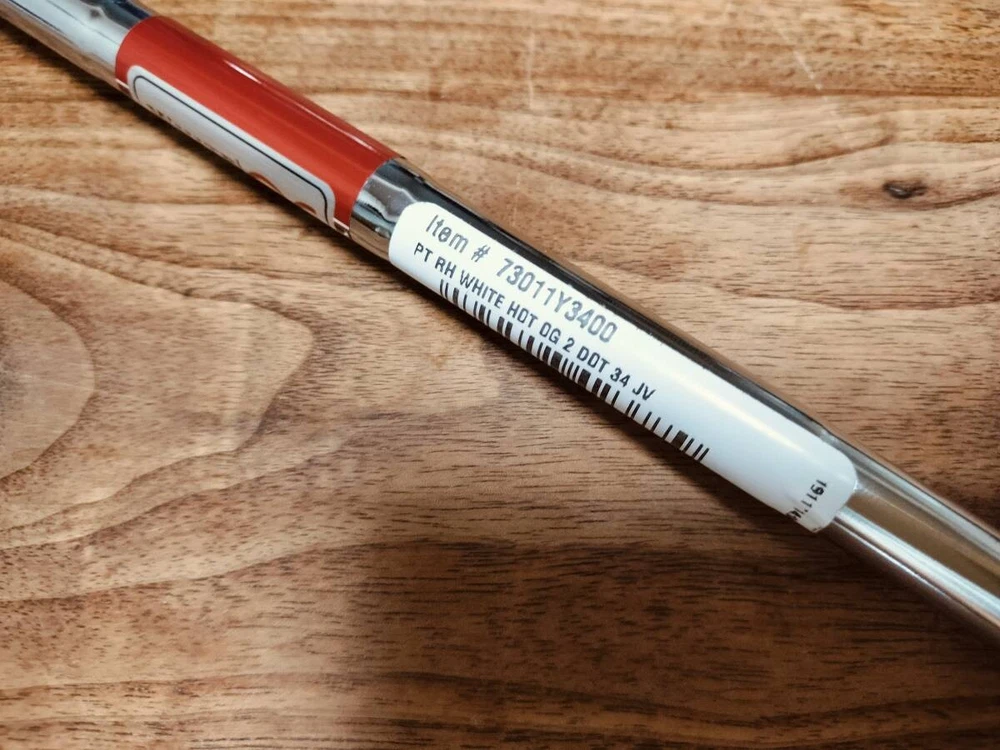 Item # 73011Y3400
PT RH WHITE HOT OG 2 DOT 34 JV